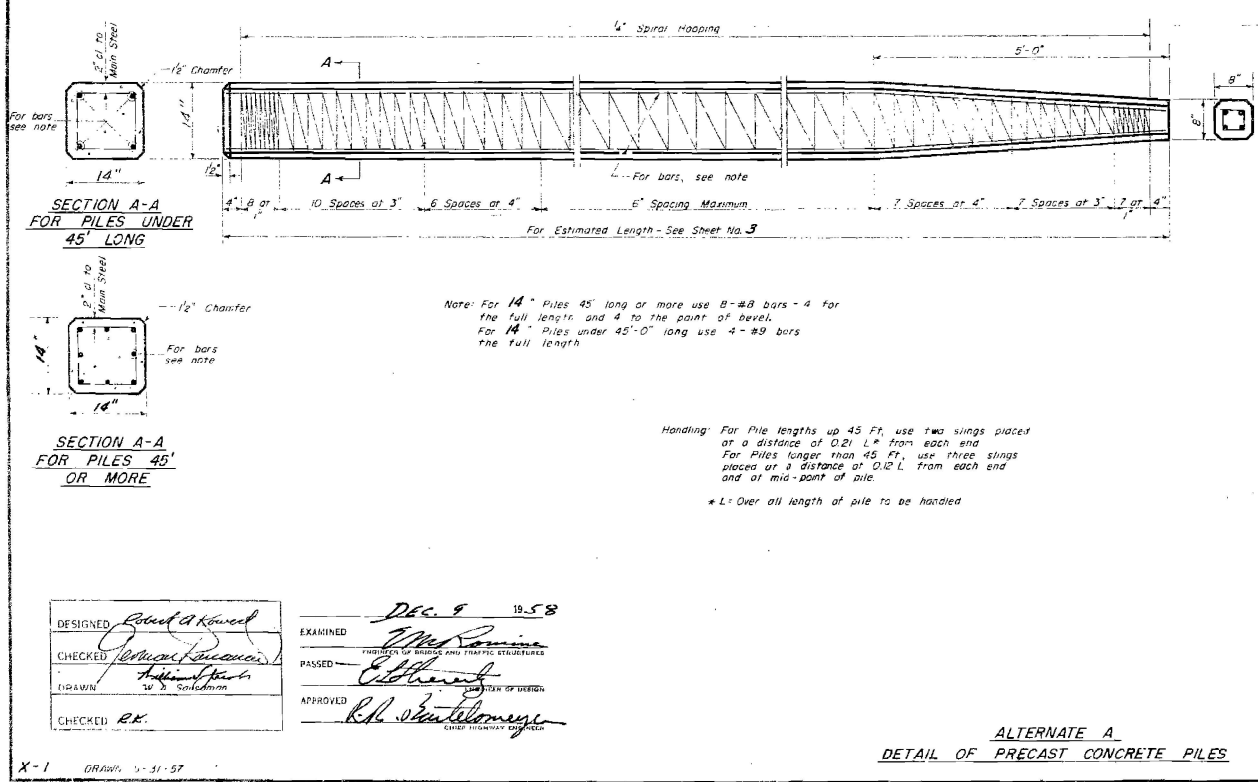 ¼" Spiral Hooping
5'-0"
2" cl to
Main Steel
1½" Chamfer
For bars
see note
14"
14"
A
A
1½"
8"
8"
For bars, see note
4"
8 at 1"
10 Spaces at 3"
6 Spaces at 4"
6" Spacing Maximum
7 Spaces at 4"
7 Spaces at 3"
7 at 1"
4"
For Estimated Length - See Sheet No. 3
SECTION A-A
FOR PILES UNDER
45' LONG
2" cl to
Main Steel
1½" Chamfer
For bars
see note
14"
14"
SECTION A-A
FOR PILES 45'
OR MORE
Note: For 14" Piles 45' long or more use 8-#8 bars - 4 for
the full length and 4 to the point of bevel.
For 14" Piles under 45'-0" long use 4-#9 bars
the full length
Handling: For Pile lengths up 45 Ft, use two slings placed
at a distance of 0.21 L* from each end
For Piles longer than 45 Ft, use three slings
placed at a distance of 0.12 L from each end
and at mid-point of pile.
* L= Over all length of pile to be handled
DESIGNED
CHECKED
DRAWN
CHECKED R.K.
DEC. 9 1958
EXAMINED
ENGINEER OF BRIDGE AND TRAFFIC STRUCTURES
PASSED
ENGINEER OF DESIGN
APPROVED
CHIEF HIGHWAY ENGINEER
ALTERNATE A
DETAIL OF PRECAST CONCRETE PILES
X-1 DRAWN 5-31-57